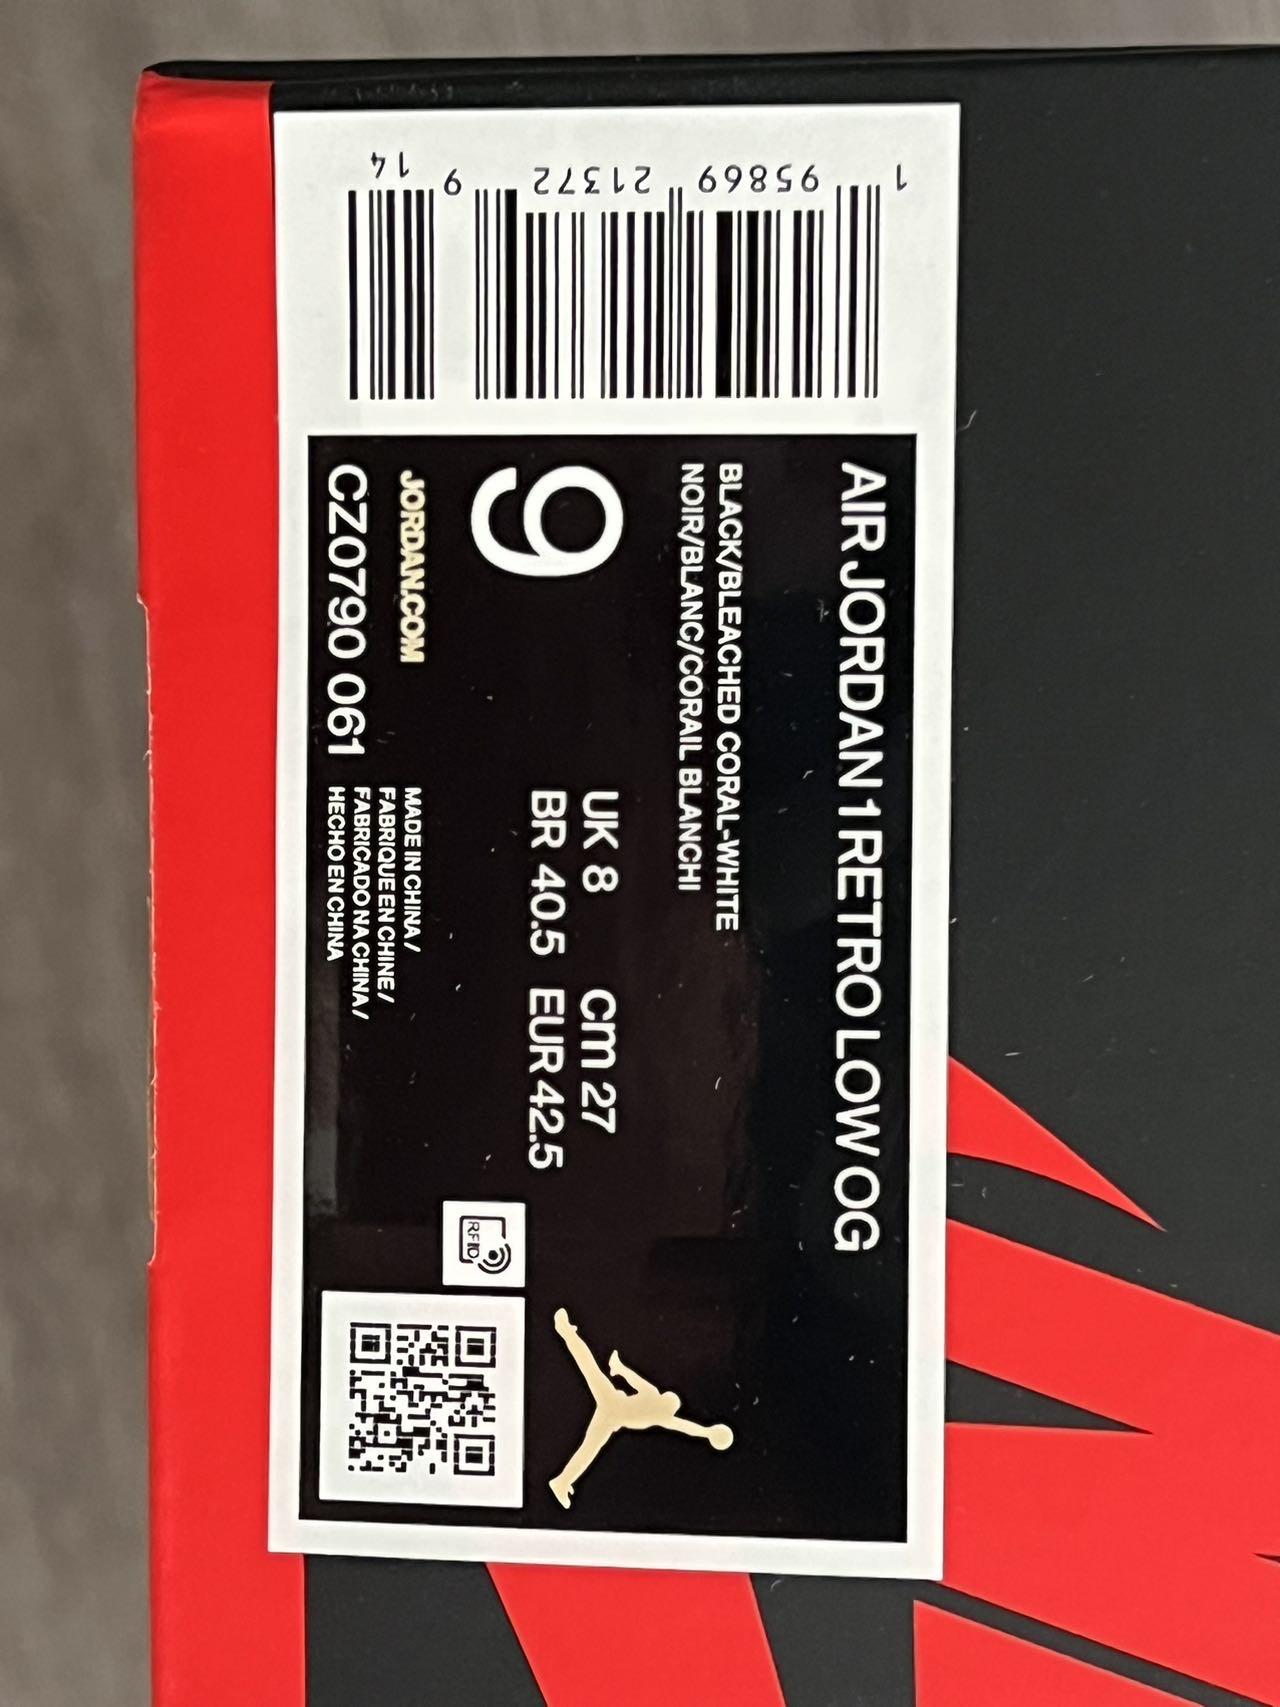 AIR JORDAN 1 RETRO LOW OG
BLACK/BLEACHED CORAL-WHITE
NOIR/BLANC/CORAIL BLANCHI
9
UK 8 cm 27
BR 40.5 EUR 42.5
JORDAN.COM
CZ0790 061
MADE IN CHINA /
FABRIQUE EN CHINE /
FABRICADO NA CHINA /
HECHO EN CHINA
RFID
1 95869 21372 9 14